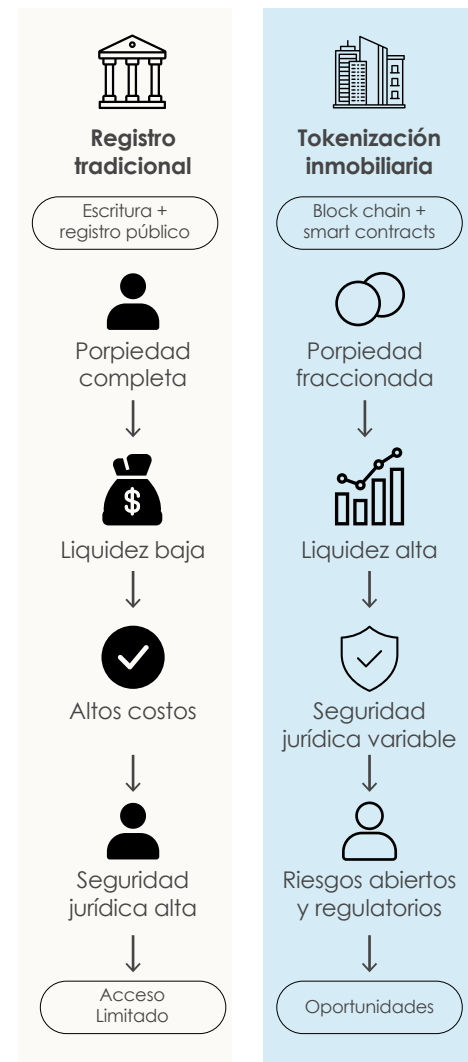 Registro
tradicional
Escritura +
registro público
Porpiedad
completa
$
Liquidez baja
Altos costos
Seguridad
jurídica alta
Acceso
Limitado
Tokenización
inmobiliaria
Block chain +
smart contracts
Porpiedad
fraccionada
Liquidez alta
Seguridad
jurídica variable
Riesgos abiertos
y regulatorios
Oportunidades